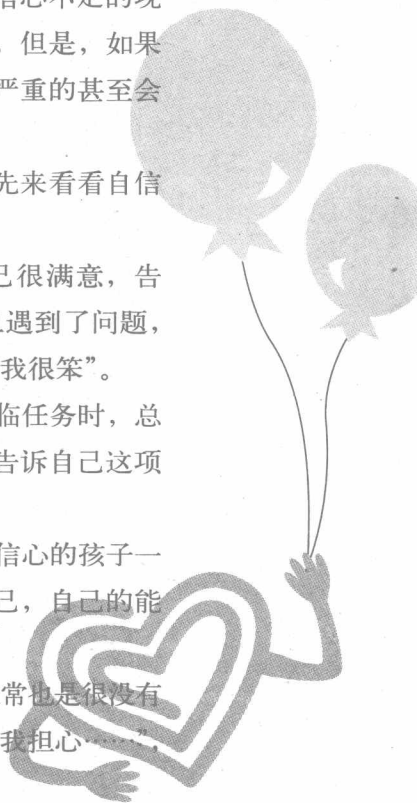 信心不足的现
但是，如果
严重的甚至会
先来看看自信
己很满意，告
遇到了问题，
我很笨”。
临任务时，总
告诉自己这项
信心的孩子一
己，自己的能
常也是很没有
我担心……”，